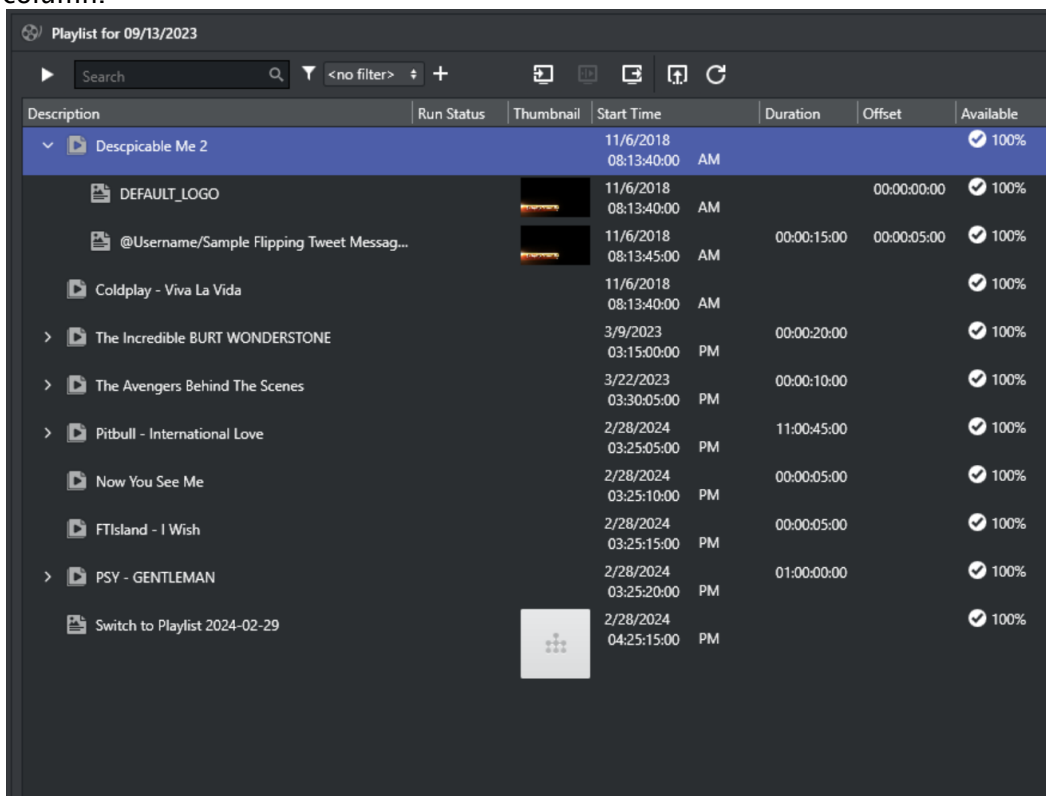 column.
Playlist for 09/13/2023
Search <no filter>
Description Run Status Thumbnail Start Time Duration Offset Available
Descpicable Me 2 11/6/2018 100%
08:13:40:00 AM
DEFAULT_LOGO 11/6/2018 00:00:00:00 100%
08:13:40:00 AM
@Username/Sample Flipping Tweet Messag... 11/6/2018 00:00:15:00 00:00:05:00 100%
08:13:45:00 AM
Coldplay - Viva La Vida 11/6/2018 100%
08:13:40:00 AM
The Incredible BURT WONDERSTONE 3/9/2023 00:00:20:00 100%
03:15:00:00 PM
The Avengers Behind The Scenes 3/22/2023 00:00:10:00 100%
03:30:05:00 PM
Pitbull - International Love 2/28/2024 11:00:45:00 100%
03:25:05:00 PM
Now You See Me 2/28/2024 00:00:05:00 100%
03:25:10:00 PM
FTIsland - I Wish 2/28/2024 00:00:05:00 100%
03:25:15:00 PM
PSY - GENTLEMAN 2/28/2024 01:00:00:00 100%
03:25:20:00 PM
Switch to Playlist 2024-02-29 2/28/2024 100%
04:25:15:00 PM